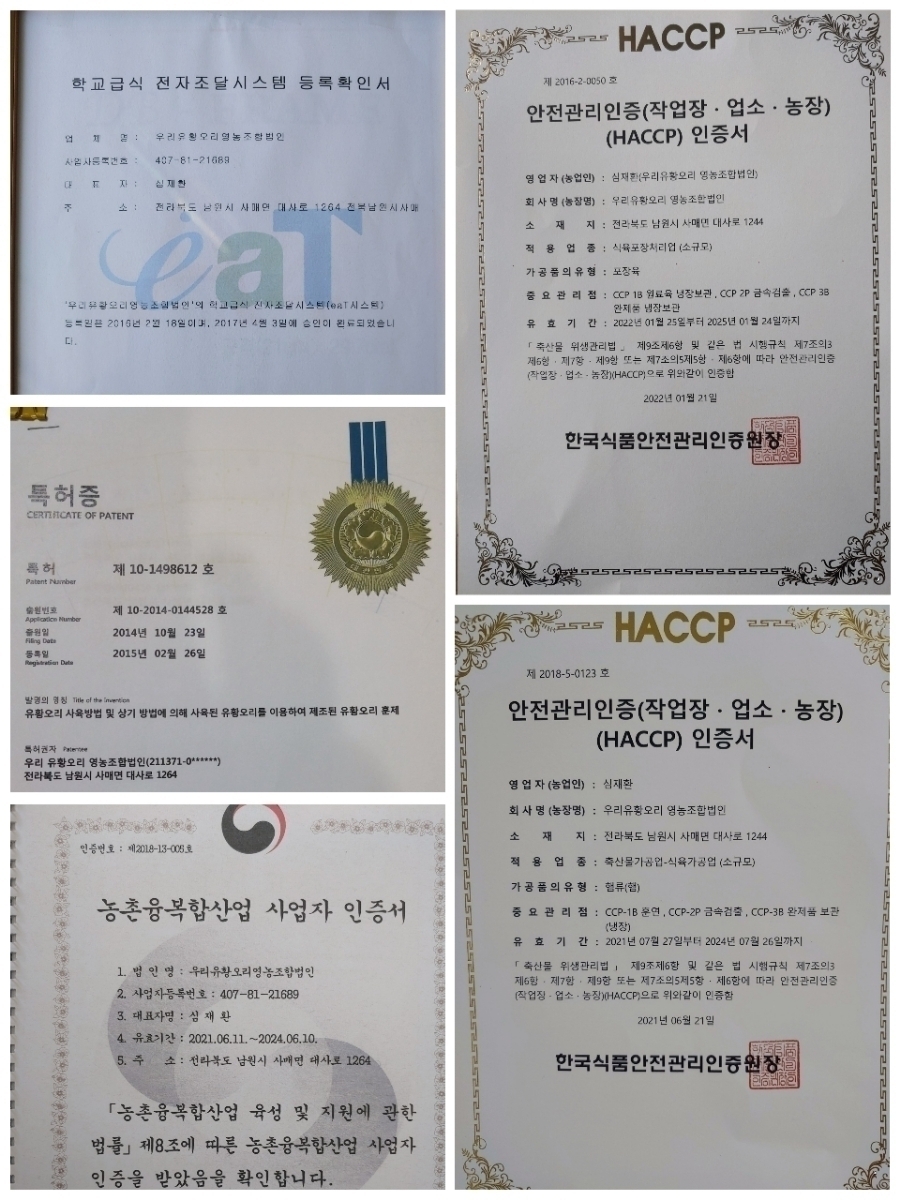 학교급식 전자조달시스템 등록확인서
업 체 명 : 우리유황오리영농조합법인
사업자등록번호 : 407-81-21689
대 표 자 : 심재환
주 소 : 전라북도 남원시 사매면 대사로 1264 전북남원시사매
eaT
'우리유황오리영농조합법인'의 학교급식 전자조달시스템(eaT시스템)
등록일은 2016년 2월 18일이며, 2017년 4월 3일에 승인이 완료되었습니
다.
HACCP
제 2016-2-0050 호
안전관리인증(작업장 · 업소 · 농장)
(HACCP) 인증서
영업자(농업인) : 심재환(우리유황오리 영농조합법인)
회사명(농장명) : 우리유황오리 영농조합법인
소 재 지 : 전라북도 남원시 사매면 대사로 1244
적 용 업 종 : 식육포장처리업 (소규모)
가공품의유형 : 포장육
중 요 관 리 점 : CCP 1B 원료육 냉장보관 , CCP 2P 금속검출 , CCP 3B
완제품 냉장보관
유 효 기 간 : 2022년 01월 25일부터 2025년 01월 24일까지
「축산물 위생관리법」 제9조제6항 및 같은 법 시행규칙 제7조의3
제6항 · 제7항 · 제9항 또는 제7조의5제5항 · 제6항에 따라 안전관리인증
(작업장 · 업소 · 농장)(HACCP)으로 위와같이 인증함
2022년 01월 21일
한국식품안전관리인증원장
특허증
CERTIFICATE OF PATENT
특허 제 10-1498612 호
Patent Number
출원번호 제 10-2014-0144528 호
Application Number
출원일 2014년 10월 23일
Filing Date
등록일 2015년 02월 26일
Registration Date
발명의 명칭 Title of the Invention
유황오리 사육방법 및 상기 방법에 의해 사육된 유황오리를 이용하여 제조된 유황오리 훈제
특허권자 Patentee
우리 유황오리 영농조합법인(211371-0******)
전라북도 남원시 사매면 대사로 1264
HACCP
제 2018-5-0123 호
안전관리인증(작업장 · 업소 · 농장)
(HACCP) 인증서
영업자(농업인) : 심재환
회사명(농장명) : 우리유황오리 영농조합법인
소 재 지 : 전라북도 남원시 사매면 대사로 1244
적 용 업 종 : 축산물가공업-식육가공업 (소규모)
가공품의유형 : 햄류(햄)
중 요 관 리 점 : CCP-1B 훈연 , CCP-2P 금속검출 , CCP-3B 완제품 보관
(냉장)
유 효 기 간 : 2021년 07월 27일부터 2024년 07월 26일까지
「축산물 위생관리법」 제9조제6항 및 같은 법 시행규칙 제7조의3
제6항 · 제7항 · 제9항 또는 제7조의5제5항 · 제6항에 따라 안전관리인증
(작업장 · 업소 · 농장)(HACCP)으로 위와같이 인증함
2021년 06월 21일
한국식품안전관리인증원장
인증번호 : 제2018-13-005호
농촌융복합산업 사업자 인증서
1. 법 인 명 : 우리유황오리영농조합법인
2. 사업자등록번호 : 407-81-21689
3. 대표자명 : 심 재 환
4. 유효기간 : 2021.06.11.~2024.06.10.
5. 주 소 : 전라북도 남원시 사매면 대사로 1264
「농촌융복합산업 육성 및 지원에 관한
법률」제8조에 따른 농촌융복합산업 사업자
인증을 받았음을 확인합니다.